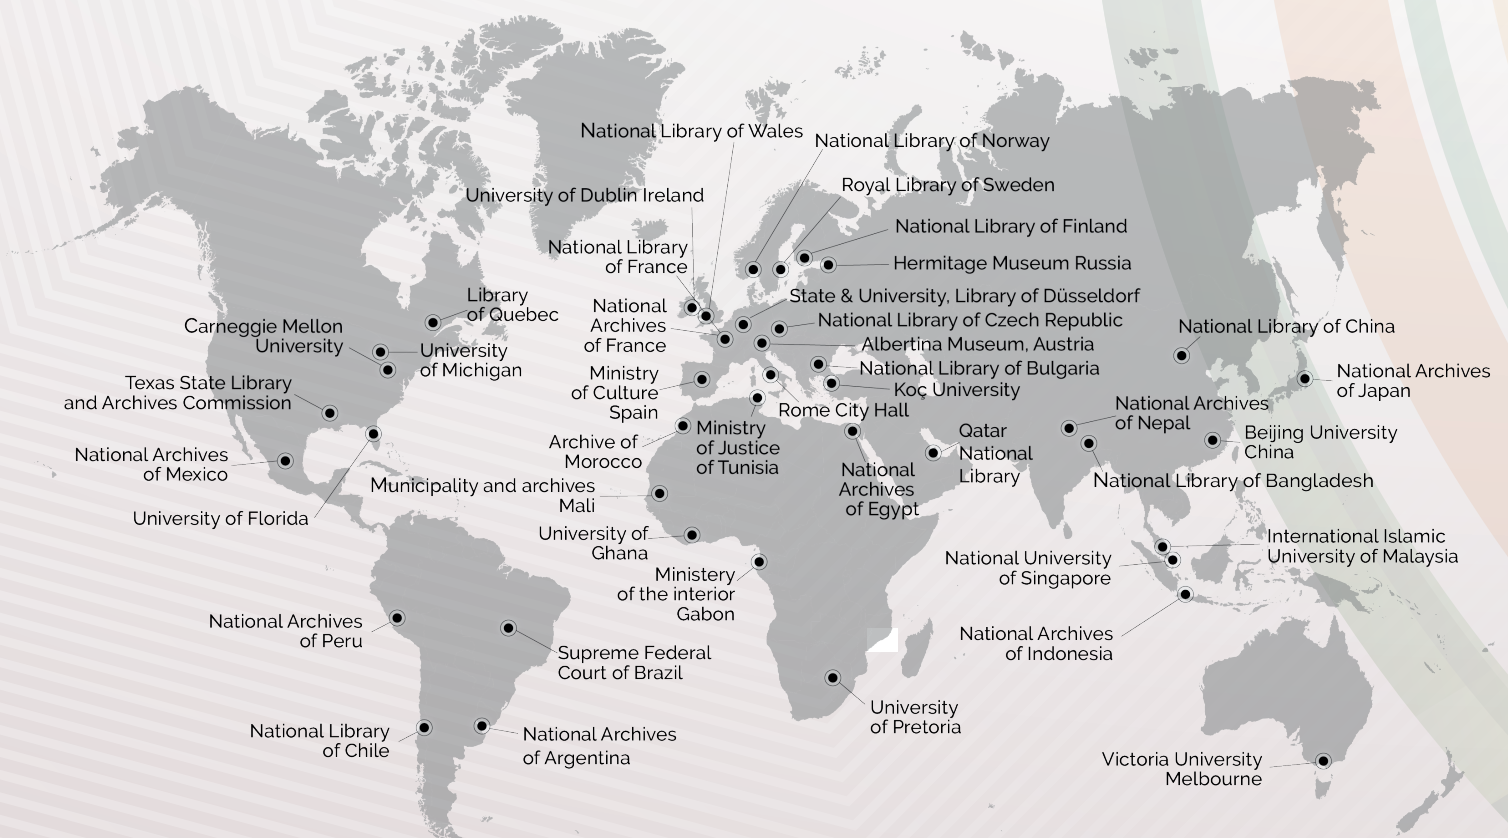 National Library of Wales
National Library of Norway
Royal Library of Sweden
University of Dublin Ireland
National Library of Finland
National Library
of France
Hermitage Museum Russia
Library
of Quebec
State & University, Library of Düsseldorf
National
Archives
of France
National Library of Czech Republic
Carneggie Mellon
University
National Library of China
University
of Michigan
Albertina Museum, Austria
National Library of Bulgaria
Ministry
of Culture
Spain
National Archives
of Japan
Texas State Library
and Archives Commission
Koç University
Rome City Hall
National Archives
of Nepal
Ministry
of Justice
of Tunisia
Qatar
National
Library
Beijing University
China
Archive of
Morocco
National Archives
of Mexico
National
Archives
of Egypt
National Library of Bangladesh
Municipality and archives
Mali
University of Florida
University of
Ghana
International Islamic
University of Malaysia
National University
of Singapore
Ministery
of the interior
Gabon
National Archives
of Peru
National Archives
of Indonesia
Supreme Federal
Court of Brazil
University
of Pretoria
National Library
of Chile
National Archives
of Argentina
Victoria University
Melbourne